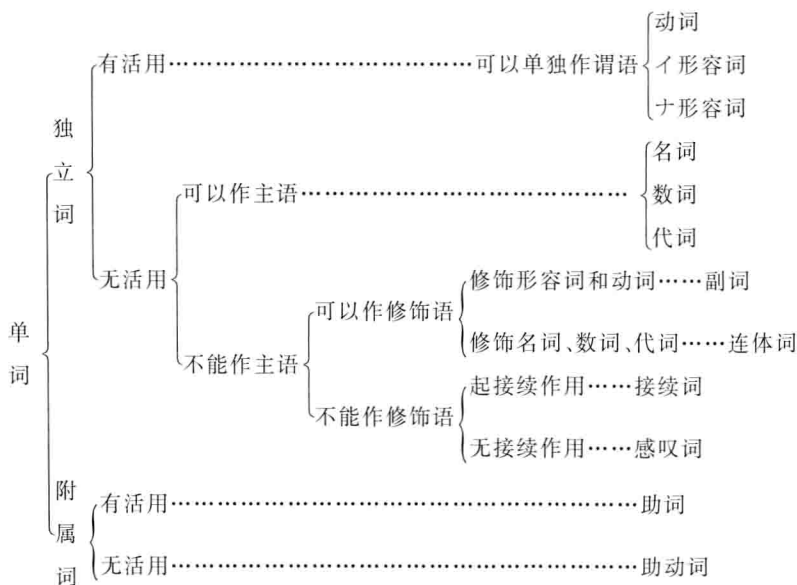 动词
有活用……………………………………可以单独作谓语
イ形容词
ナ形容词
独立词
名词
可以作主语………………………………………
数词
代词
无活用
修饰形容词和动词……副词
可以作修饰语
修饰名词、数词、代词……连体词
单词
不能作主语
起接续作用……接续词
不能作修饰语
无接续作用……感叹词
附属词
有活用…………………………………………………………助词
无活用…………………………………………………………助动词